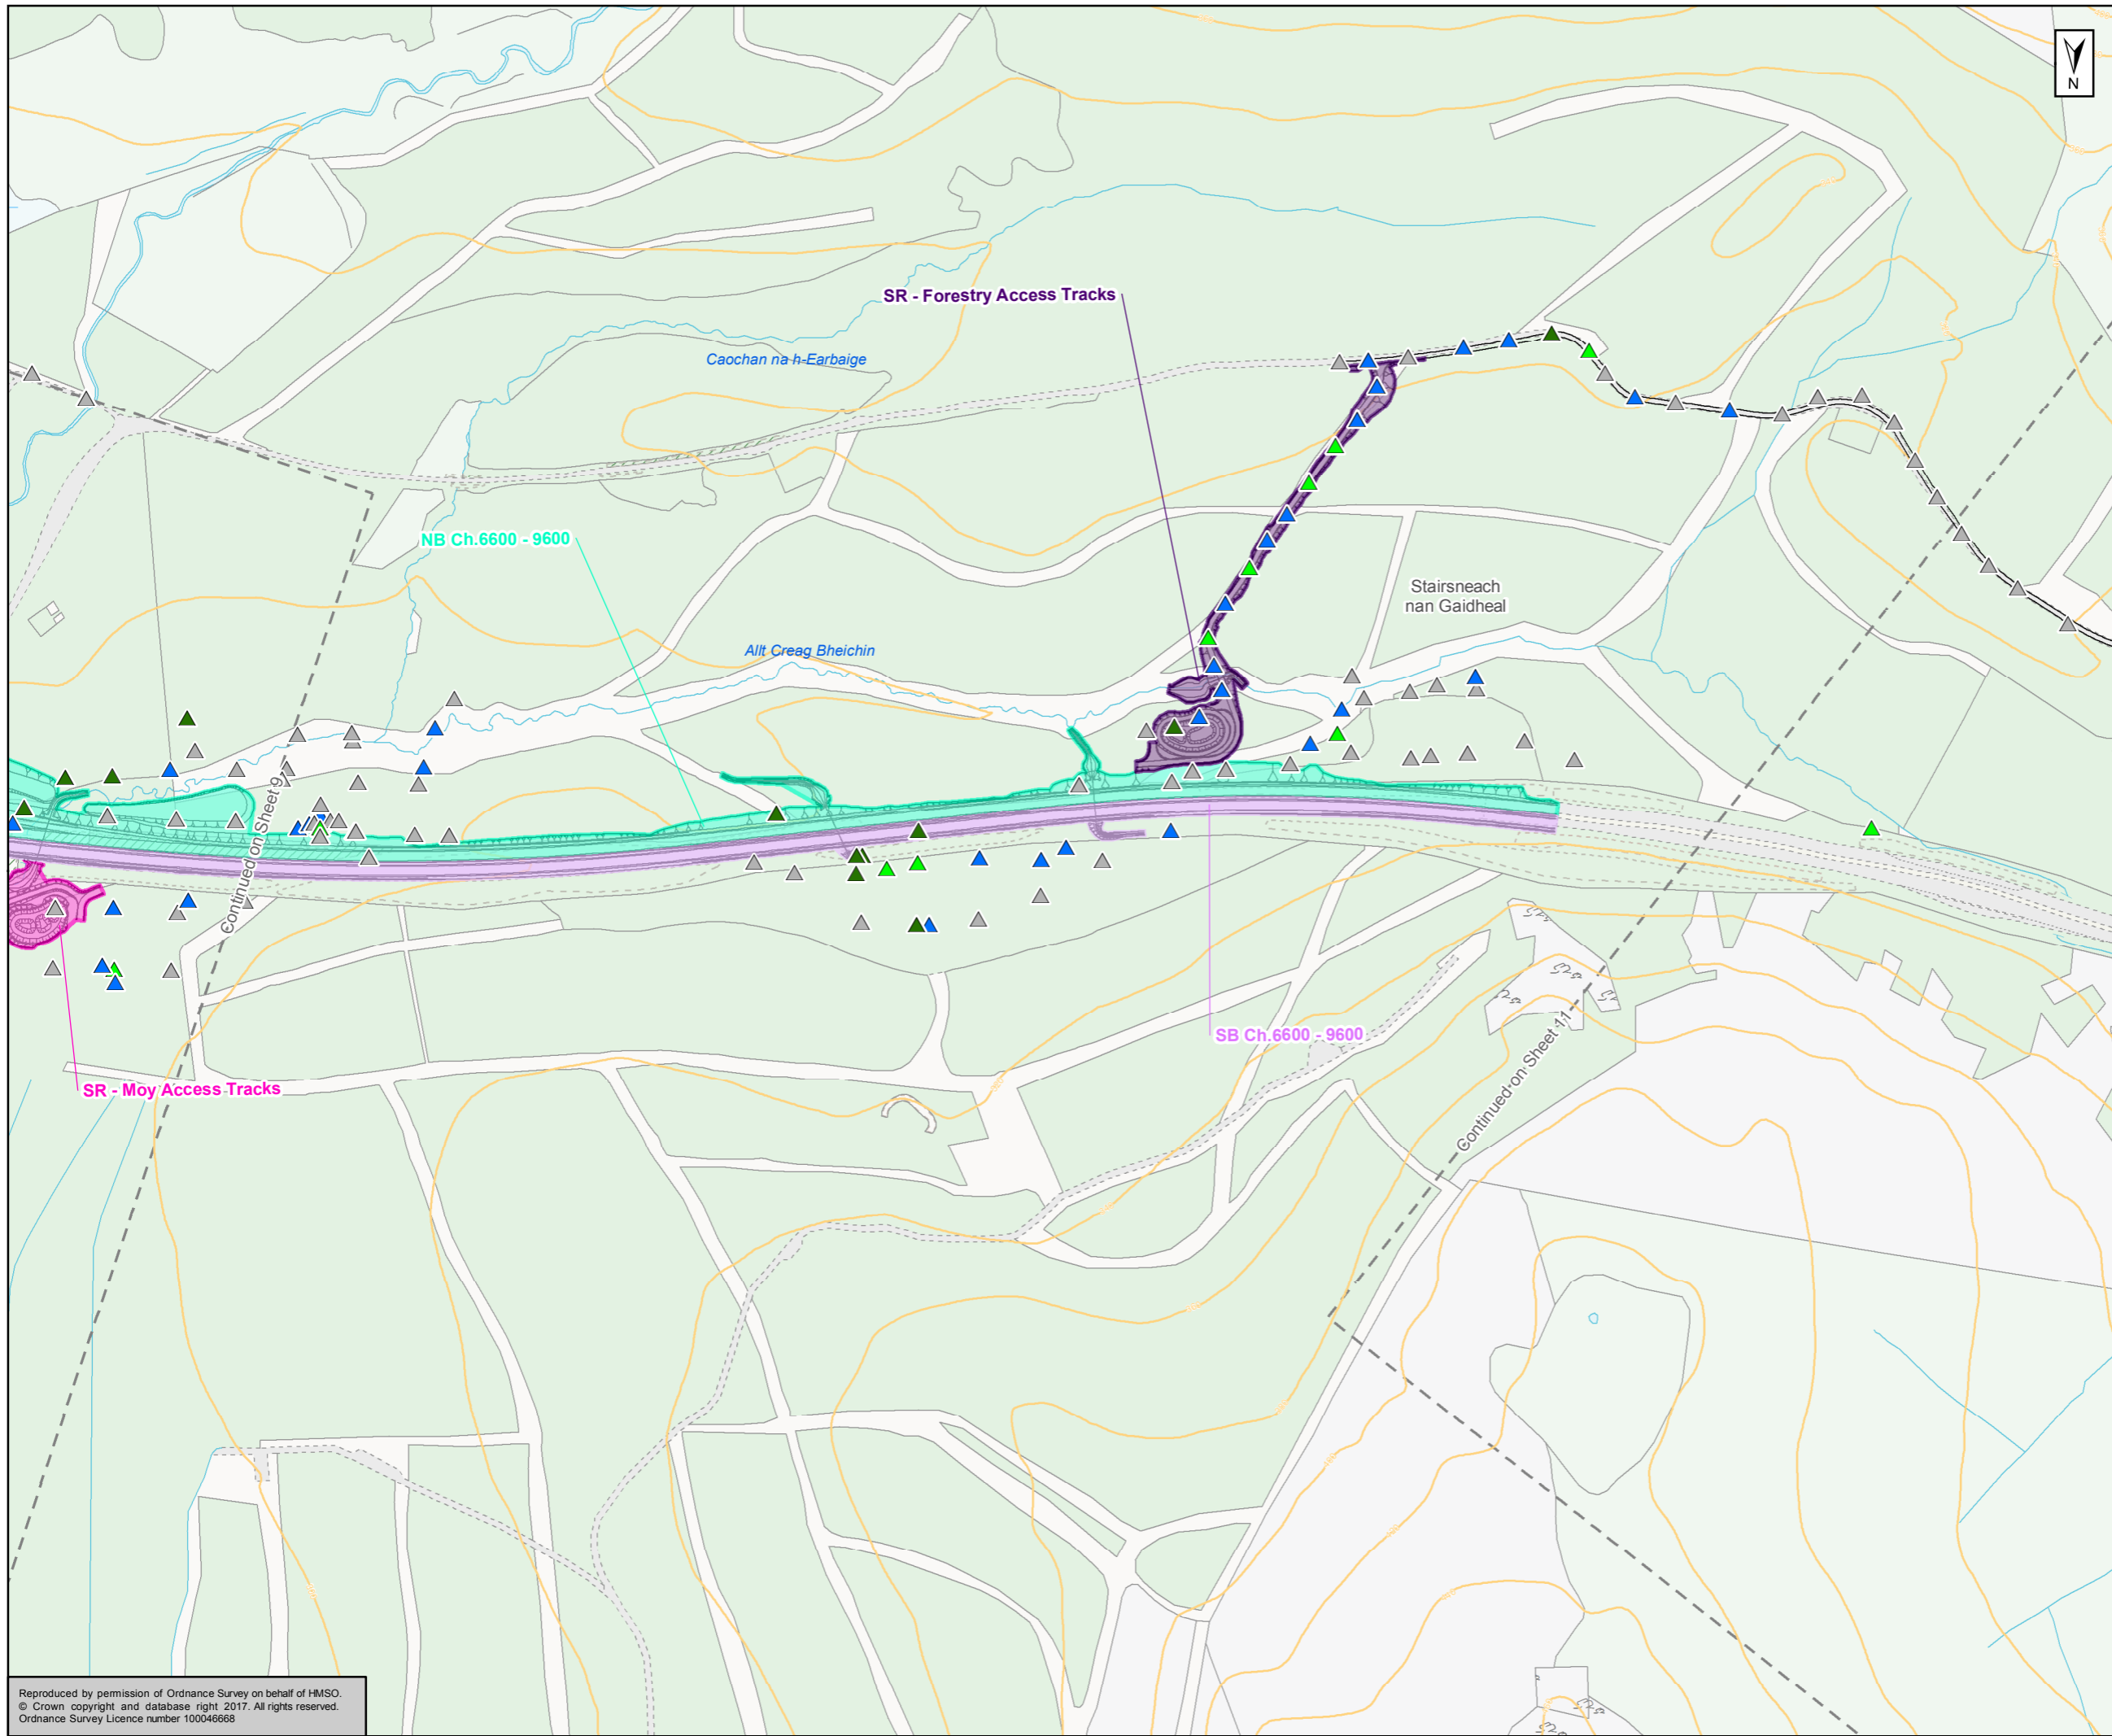 N
SR - Forestry Access Tracks
Caochan na h-Earbaige
NB Ch.6600 - 9600
Stairsneach
nan Gaidheal
Allt Creag Bheichin
Continued on Sheet 9
SB Ch.6600 - 9600
Continued on Sheet 11
SR - Moy Access Tracks
Reproduced by permission of Ordnance Survey on behalf of HMSO.
© Crown copyright and database right 2017. All rights reserved.
Ordnance Survey Licence number 100046668